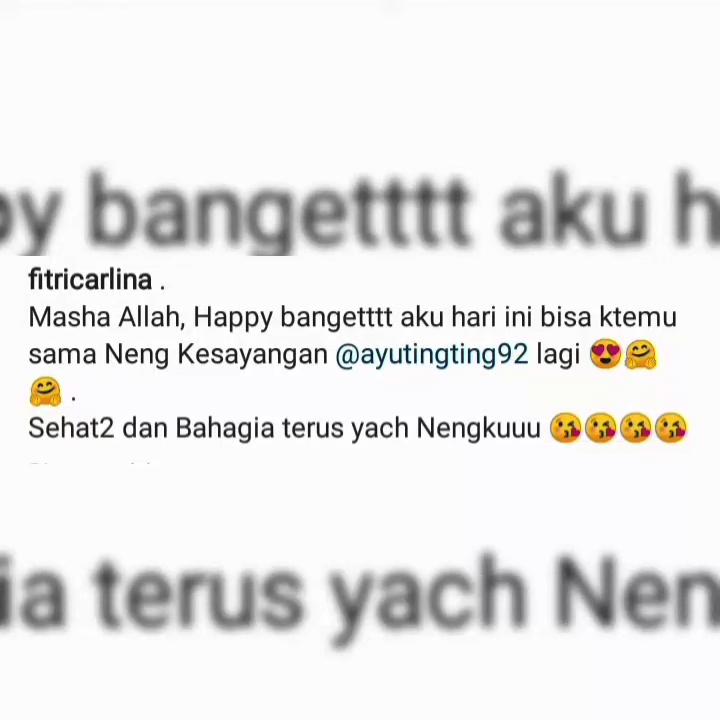 py bangetttt aku h
fitricarlina .
Masha Allah, Happy bangetttt aku hari ini bisa ktemu
sama Neng Kesayangan @ayutingting92 lagi 😍🤗
🤗 .
Sehat2 dan Bahagia terus yach Nengkuuu 😘😘😘😘
ia terus yach Nen